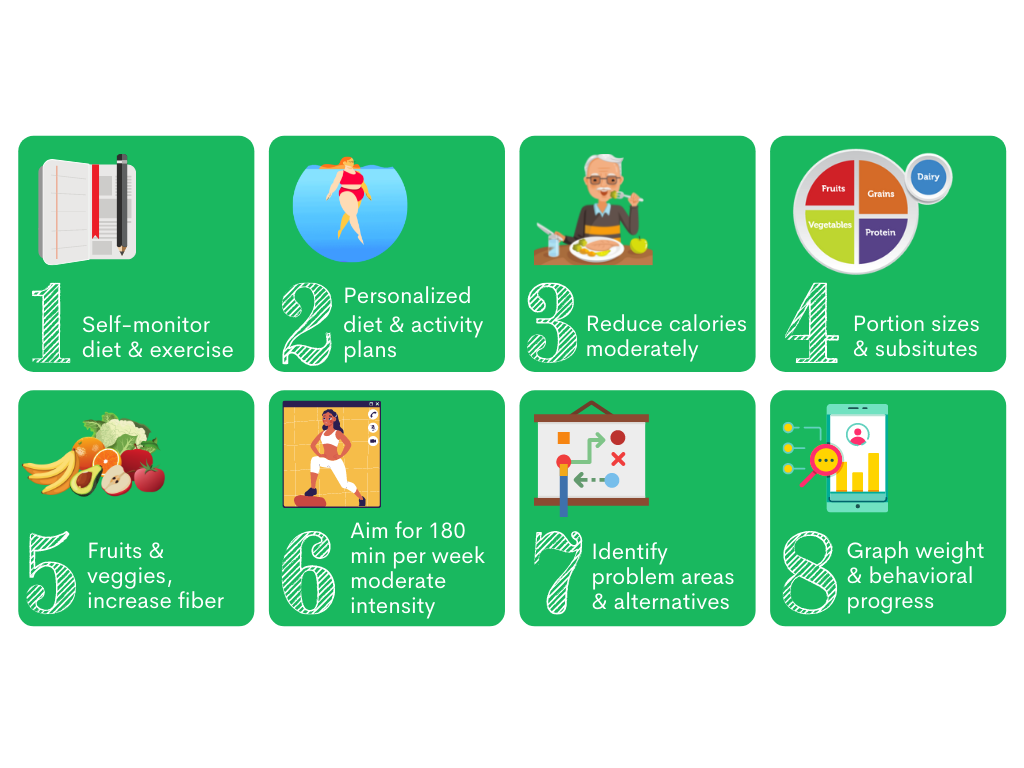 1
Self-monitor
diet & exercise
2
Personalized
diet & activity
plans
3
Reduce calories
moderately
Fruits
Grains
Dairy
Vegetables
Protein
4
Portion sizes
& subsitutes
5
Fruits &
veggies,
increase fiber
6
Aim for 180
min per week
moderate
intensity
7
Identify
problem areas
& alternatives
8
Graph weight
& behavioral
progress